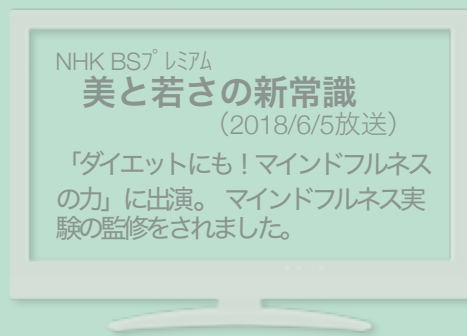 NHK BSﾌﾟﾚﾐｱﾑ
美と若さの新常識
（2018/6/5放送）
「ダイエットにも！マインドフルネス
の力」に出演。 マインドフルネス実
験の監修をされました。